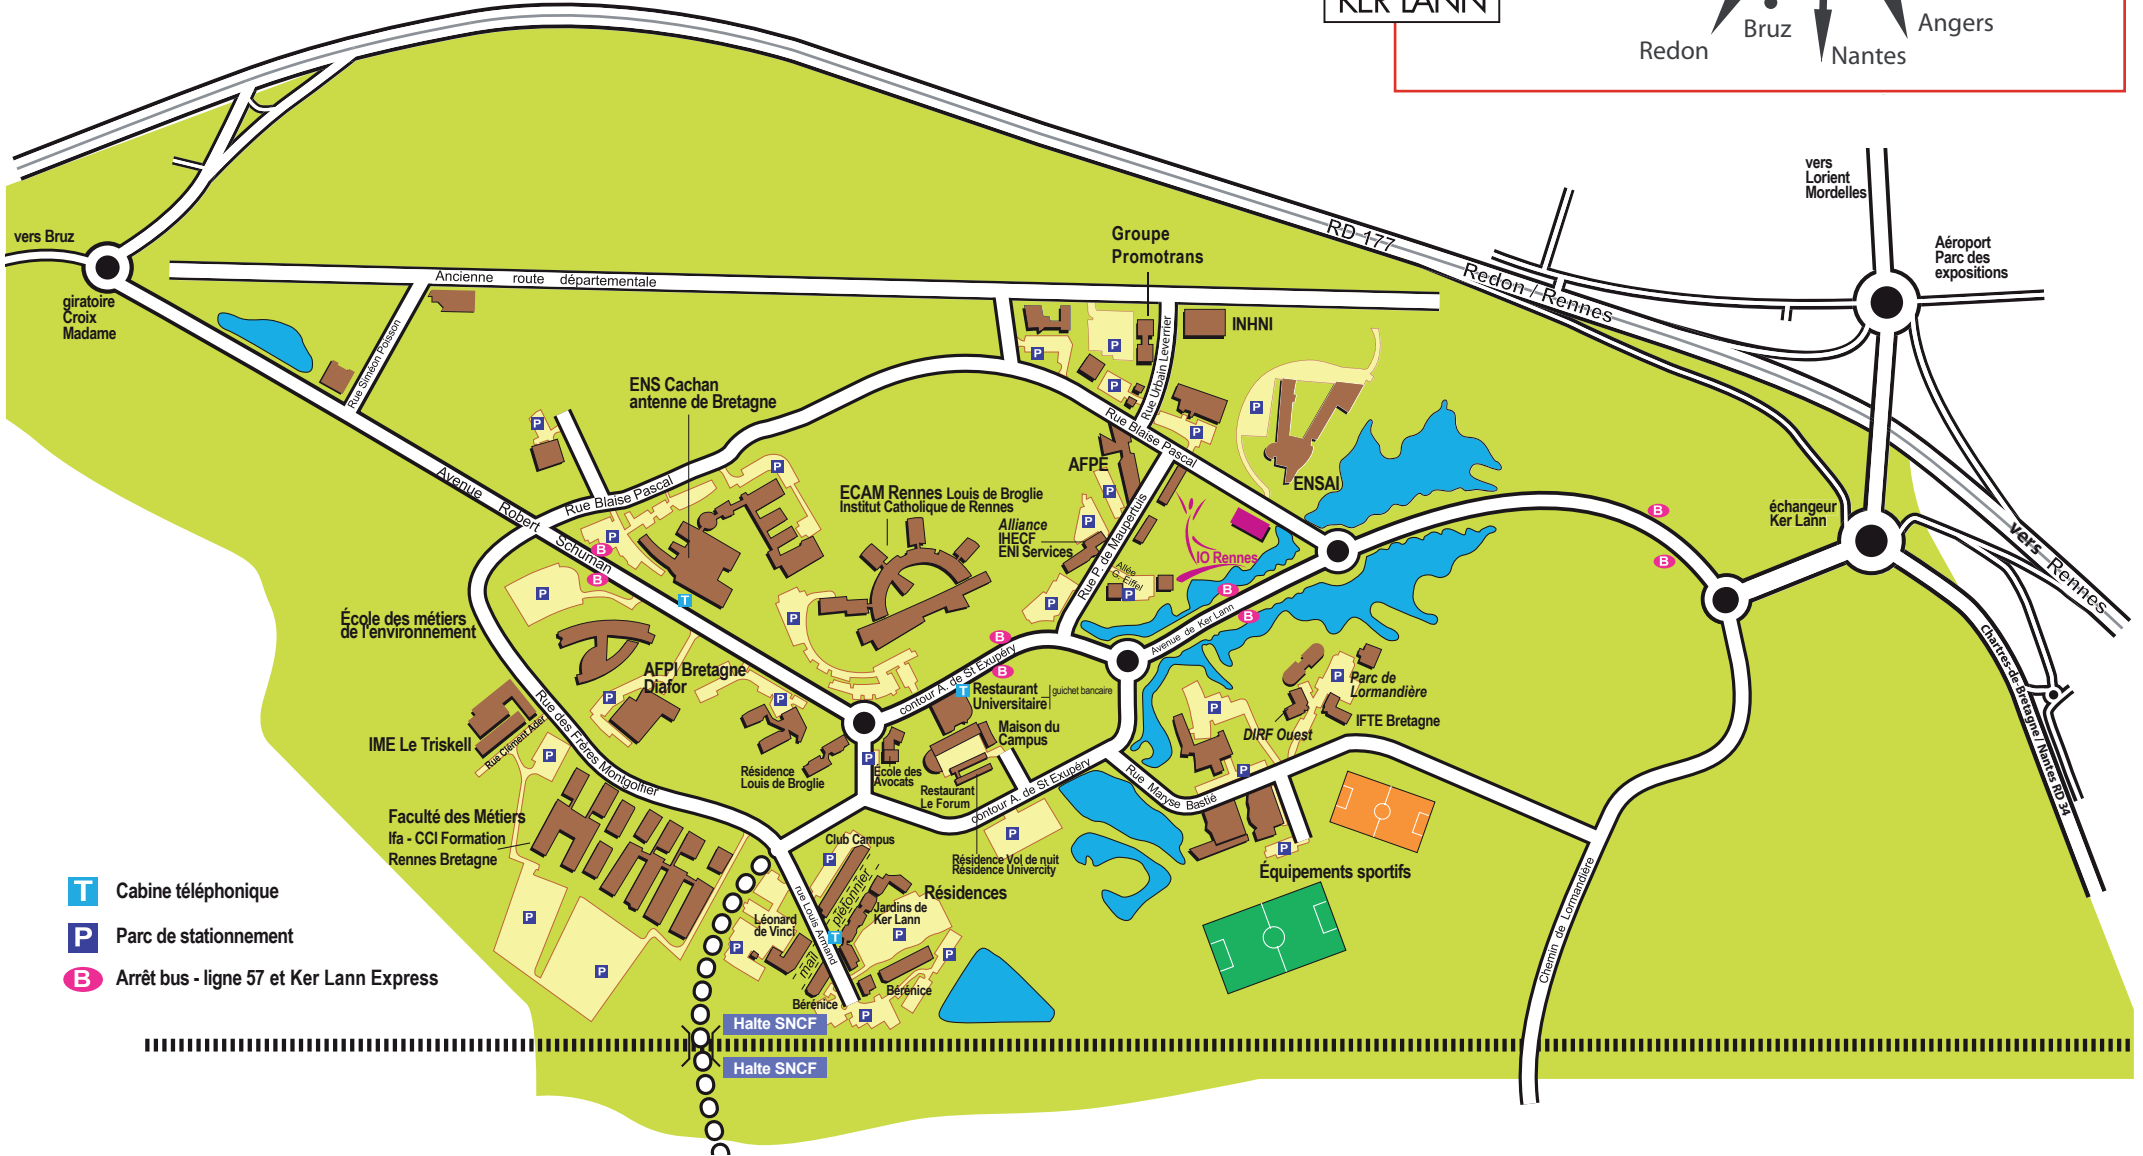 KER LANN
Redon
Bruz
Nantes
Angers
vers
Lorient
Mordelles
Aéroport
Parc des
expositions
RD 177
Redon / Rennes
vers Rennes
échangeur
Ker Lann
Chartres-de-Bretagne / Nantes RD 34
vers Bruz
giratoire
Croix
Madame
Ancienne route départementale
Rue Siméon Poisson
Groupe
Promotrans
INHNI
Rue Urbain Leverrier
Rue Blaise Pascal
ENS Cachan
antenne de Bretagne
Avenue Robert Schuman
Rue Blaise Pascal
ECAM Rennes Louis de Broglie
Institut Catholique de Rennes
AFPE
Alliance
IHECF
ENI Services
Rue P. de Maupertuis
Allée
G. Eiffel
IO Rennes
ENSAI
Avenue de Ker Lann
École des métiers
de l'environnement
AFPI Bretagne
Diafor
IME Le Triskell
Rue Clément Ader
Rue des Frères Montgolfier
Faculté des Métiers
Ifa - CCI Formation
Rennes Bretagne
Résidence
Louis de Broglie
École des
Avocats
contour A. de St Exupéry
Restaurant
Universitaire
guichet bancaire
Maison du
Campus
Restaurant
Le Forum
contour A. de St Exupéry
Résidence Vol de nuit
Résidence Univercity
Rue Maryse Bastié
DIRF Ouest
Parc de
Lormandière
IFTE Bretagne
Équipements sportifs
Chemin de Lormandière
Club Campus
rue Louis Armand
mail piétonnier
Résidences
Jardins de
Ker Lann
Léonard
de Vinci
Bérénice
Bérénice
Halte SNCF
Halte SNCF
T Cabine téléphonique
P Parc de stationnement
B Arrêt bus - ligne 57 et Ker Lann Express